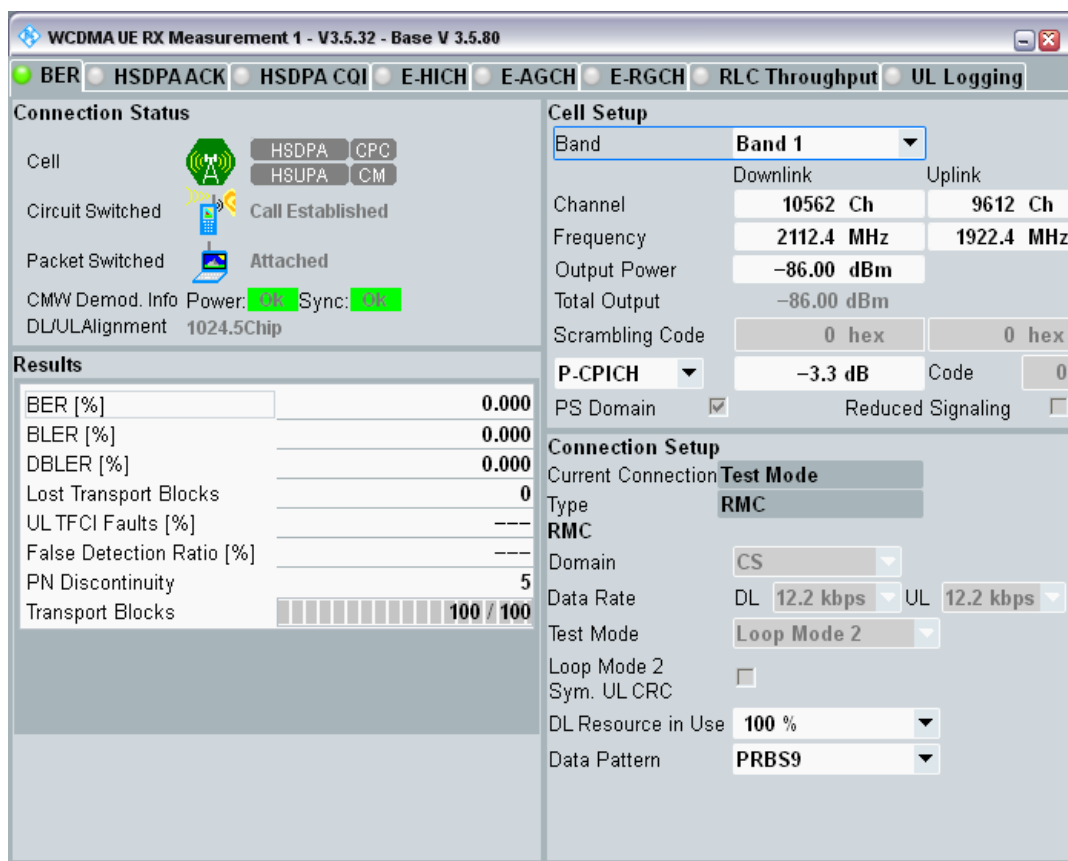 WCDMA UE RX Measurement 1 - V3.5.32 - Base V 3.5.80
BER HSDPA ACK HSDPA CQI E-HICH E-AGCH E-RGCH RLC Throughput UL Logging
Connection Status
Cell HSDPA CPC
HSUPA CM
Circuit Switched Call Established
Packet Switched Attached
CMW Demod. Info Power: Ok Sync: Ok
DL/ULAlignment 1024.5Chip
Results
BER [%] 0.000
BLER [%] 0.000
DBLER [%] 0.000
Lost Transport Blocks 0
UL TFCI Faults [%] ---
False Detection Ratio [%] ---
PN Discontinuity 5
Transport Blocks 100 / 100
Cell Setup
Band Band 1
Downlink Uplink
Channel 10562 Ch 9612 Ch
Frequency 2112.4 MHz 1922.4 MHz
Output Power −86.00 dBm
Total Output −86.00 dBm
Scrambling Code 0 hex 0 hex
P-CPICH −3.3 dB Code 0
PS Domain Reduced Signaling
Connection Setup
Current Connection Test Mode
Type RMC
RMC
Domain CS
Data Rate DL 12.2 kbps UL 12.2 kbps
Test Mode Loop Mode 2
Loop Mode 2
Sym. UL CRC
DL Resource in Use 100 %
Data Pattern PRBS9